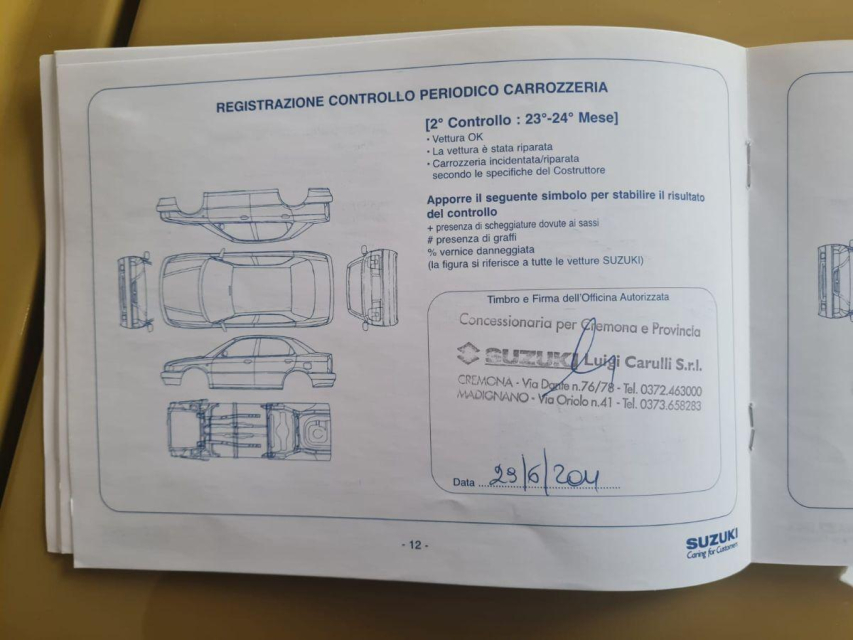 REGISTRAZIONE CONTROLLO PERIODICO CARROZZERIA
[2° Controllo : 23°-24° Mese]
• Vettura OK
• La vettura è stata riparata
• Carrozzeria incidentata/riparata
secondo le specifiche del Costruttore
Apporre il seguente simbolo per stabilire il risultato
del controllo
+ presenza di scheggiature dovute ai sassi
# presenza di graffi
% vernice danneggiata
(la figura si riferisce a tutte le vetture SUZUKI)
Timbro e Firma dell'Officina Autorizzata
Concessionaria per Cremona e Provincia
SUZUKI Luigi Carulli S.r.l.
CREMONA - Via Dante n.76/78 - Tel. 0372.463000
MADIGNANO - Via Oriolo n.41 - Tel. 0373.658283
Data 29/6/2011
- 12 -
SUZUKI
Caring for Customers